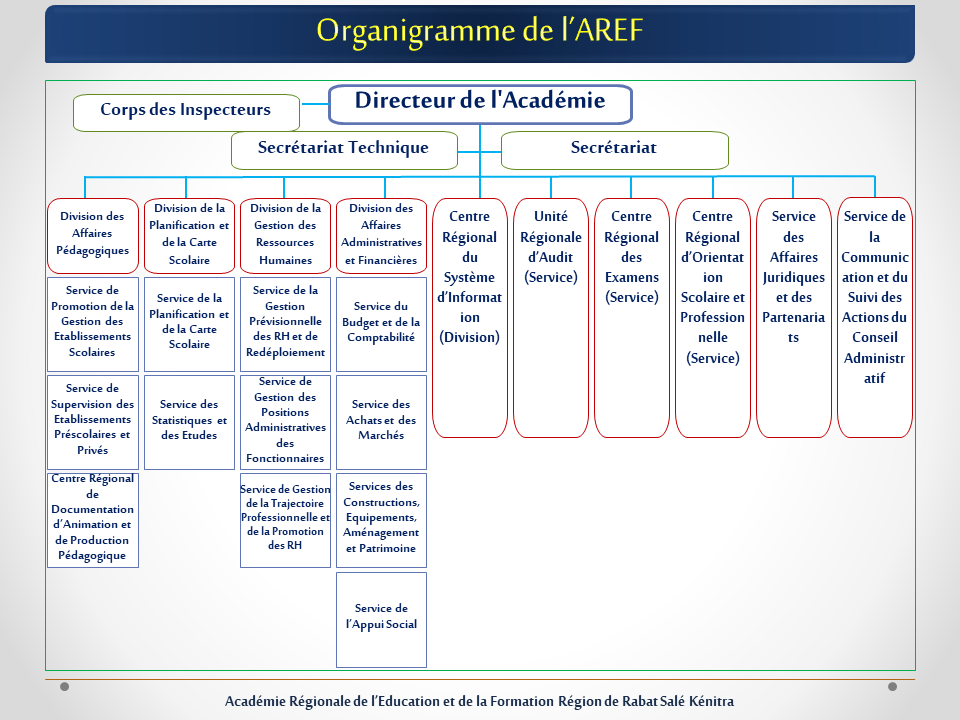 Organigramme de l’AREF
Directeur de l'Académie
Corps des Inspecteurs
Secrétariat Technique
Secrétariat
Division des
Affaires
Pédagogiques
Division de la
Planification et
de la Carte
Scolaire
Division de la
Gestion des
Ressources
Humaines
Division des
Affaires
Administratives
et Financières
Centre
Régional
du
Système
d’Informat
ion
(Division)
Unité
Régionale
d’Audit
(Service)
Centre
Régional
des
Examens
(Service)
Centre
Régional
d’Orientat
ion
Scolaire et
Profession
nelle
(Service)
Service
des
Affaires
Juridiques
et des
Partenaria
ts
Service de
la
Communic
ation et du
Suivi des
Actions du
Conseil
Administr
atif
Service de
Promotion de la
Gestion des
Etablissements
Scolaires
Service de la
Planification et
de la Carte
Scolaire
Service de la
Gestion
Prévisionnelle
des RH et de
Redéploiement
Service du
Budget et de la
Comptabilité
Service de
Supervision des
Etablissements
Préscolaires et
Privés
Service des
Statistiques et
des Etudes
Service de
Gestion des
Positions
Administratives
des
Fonctionnaires
Service des
Achats et des
Marchés
Centre Régional
de
Documentation
d’Animation et
de Production
Pédagogique
Service de Gestion
de la Trajectoire
Professionnelle et
de la Promotion
des RH
Services des
Constructions,
Equipements,
Aménagement
et Patrimoine
Service de
l’Appui Social
Académie Régionale de l’Education et de la Formation Région de Rabat Salé Kénitra